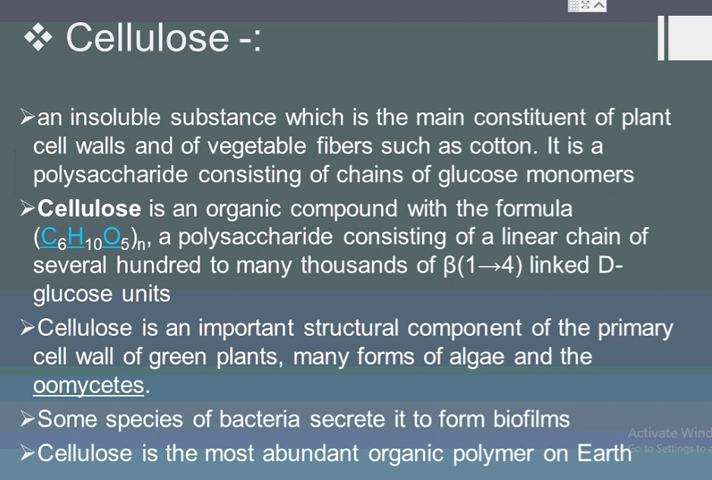 ❖ Cellulose -:
➢an insoluble substance which is the main constituent of plant
cell walls and of vegetable fibers such as cotton. It is a
polysaccharide consisting of chains of glucose monomers
➢Cellulose is an organic compound with the formula
(C₆H₁₀O₅)ₙ, a polysaccharide consisting of a linear chain of
several hundred to many thousands of β(1→4) linked D-
glucose units
➢Cellulose is an important structural component of the primary
cell wall of green plants, many forms of algae and the
oomycetes.
➢Some species of bacteria secrete it to form biofilms
➢Cellulose is the most abundant organic polymer on Earth
Activate Wind
Go to Settings to a